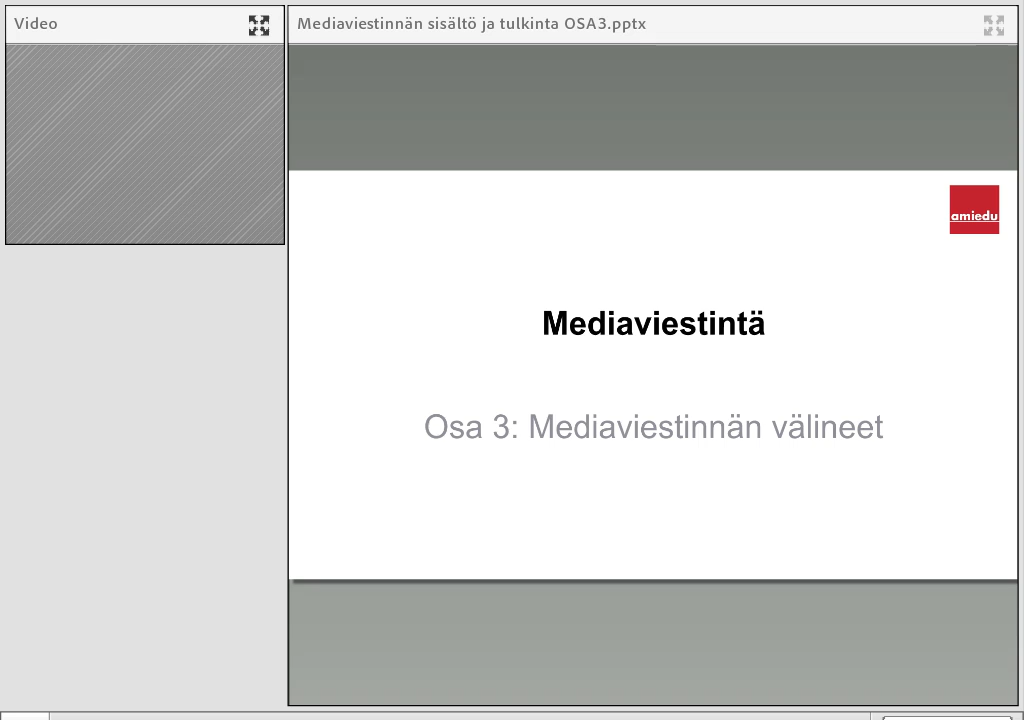 Video
Mediaviestinnän sisältö ja tulkinta OSA3.pptx
amiedu
Mediaviestintä
Osa 3: Mediaviestinnän välineet